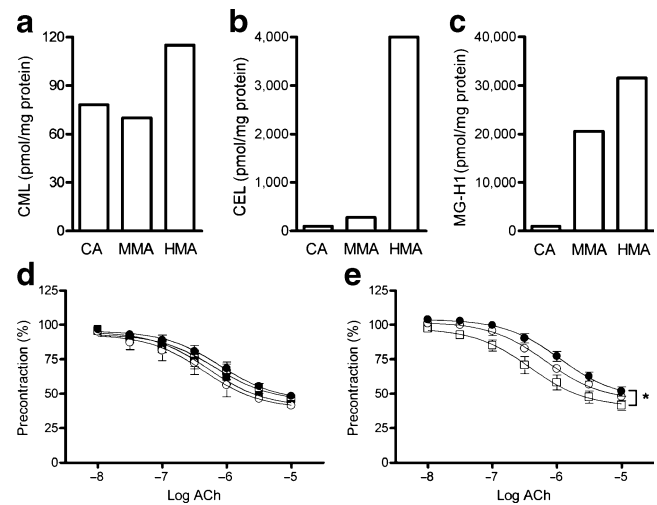 a
CML (pmol/mg protein)
120
90
60
30
0
CA MMA HMA
b
CEL (pmol/mg protein)
4,000
3,000
2,000
1,000
0
CA MMA HMA
c
MG-H1(pmol/mg protein)
40,000
30,000
20,000
10,000
0
CA MMA HMA
d
Precontraction (%)
125
100
75
50
25
0
–8 –7 –6 –5
Log ACh
e
Precontraction (%)
125
100
75
50
25
0
*
–8 –7 –6 –5
Log ACh